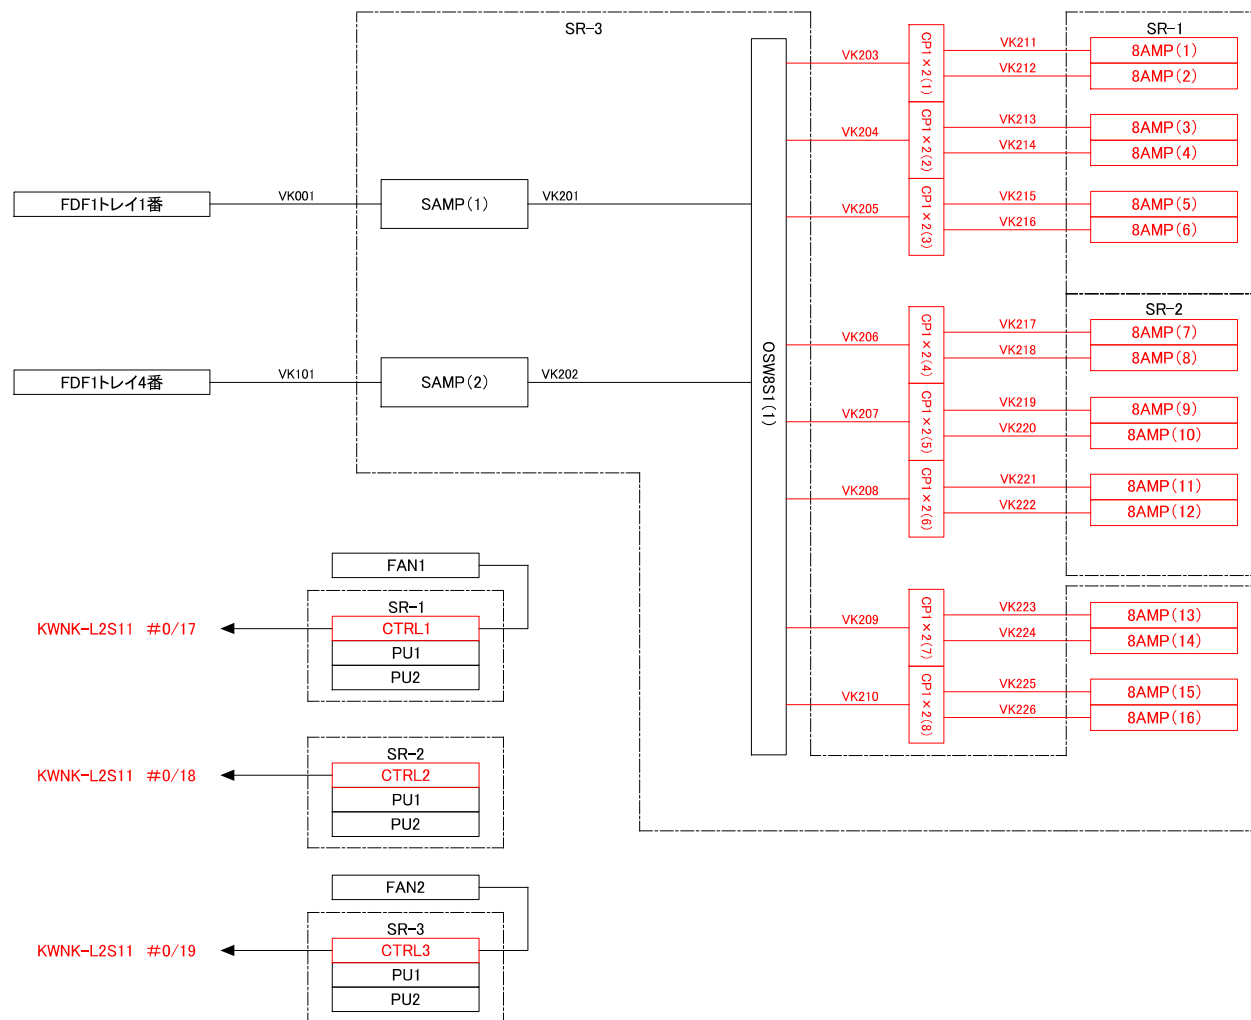 SR-3
SR-1
VK203
CP1×2(1)
VK211
8AMP(1)
VK212
8AMP(2)
VK204
CP1×2(2)
VK213
8AMP(3)
VK214
8AMP(4)
FDF1トレイ1番
VK001
SAMP(1)
VK201
VK205
CP1×2(3)
VK215
8AMP(5)
VK216
8AMP(6)
SR-2
OSW8S1(1)
VK206
CP1×2(4)
VK217
8AMP(7)
VK218
8AMP(8)
FDF1トレイ4番
VK101
SAMP(2)
VK202
VK207
CP1×2(5)
VK219
8AMP(9)
VK220
8AMP(10)
VK208
CP1×2(6)
VK221
8AMP(11)
VK222
8AMP(12)
VK209
CP1×2(7)
VK223
8AMP(13)
VK224
8AMP(14)
VK210
CP1×2(8)
VK225
8AMP(15)
VK226
8AMP(16)
FAN1
SR-1
KWNK-L2S11 #0/17
CTRL1
PU1
PU2
SR-2
KWNK-L2S11 #0/18
CTRL2
PU1
PU2
FAN2
SR-3
KWNK-L2S11 #0/19
CTRL3
PU1
PU2